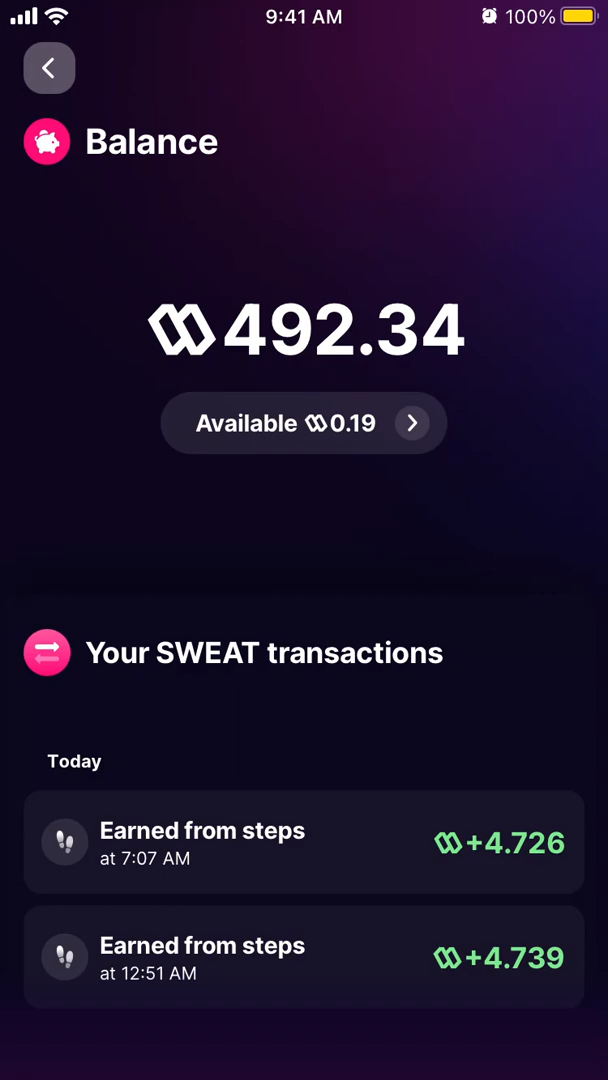 9:41 AM 100%
Balance
492.34
Available 0.19
Your SWEAT transactions
Today
Earned from steps
at 7:07 AM
+4.726
Earned from steps
at 12:51 AM
+4.739